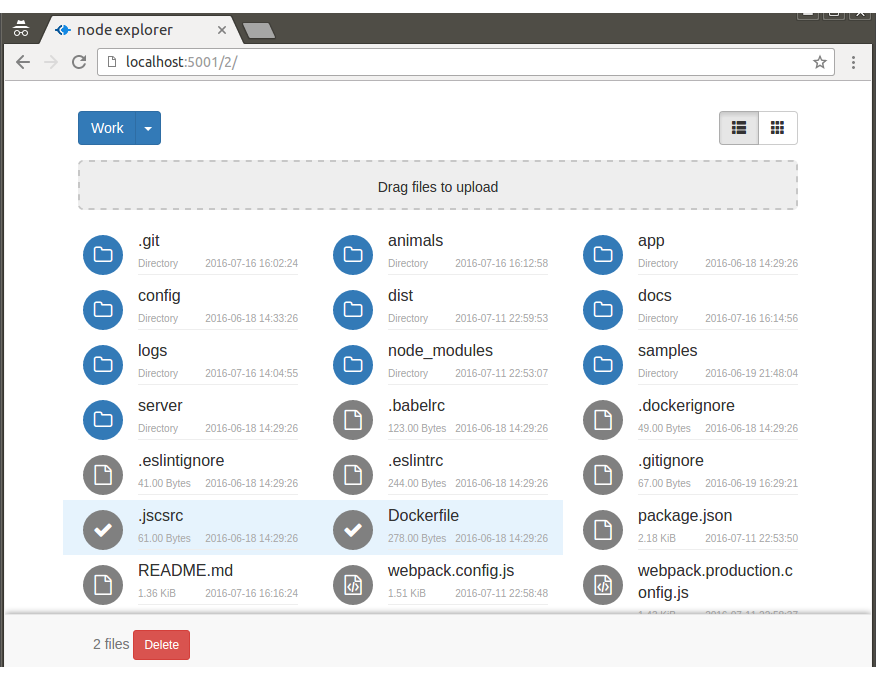 node explorer
localhost:5001/2/
Work
Drag files to upload
.git
Directory 2016-07-16 16:02:24
animals
Directory 2016-07-16 16:12:58
app
Directory 2016-06-18 14:29:26
config
Directory 2016-06-18 14:33:26
dist
Directory 2016-07-11 22:59:53
docs
Directory 2016-07-16 16:14:56
logs
Directory 2016-07-16 14:04:55
node_modules
Directory 2016-07-11 22:53:07
samples
Directory 2016-06-19 21:48:04
server
Directory 2016-06-18 14:29:26
.babelrc
123.00 Bytes 2016-06-18 14:29:26
.dockerignore
49.00 Bytes 2016-06-18 14:29:26
.eslintignore
41.00 Bytes 2016-06-18 14:29:26
.eslintrc
244.00 Bytes 2016-06-18 14:29:26
.gitignore
67.00 Bytes 2016-06-19 16:29:21
.jscsrc
61.00 Bytes 2016-06-18 14:29:26
Dockerfile
278.00 Bytes 2016-06-18 14:29:26
package.json
2.18 KiB 2016-07-11 22:53:50
README.md
1.36 KiB 2016-07-16 16:16:24
webpack.config.js
1.51 KiB 2016-07-11 22:58:48
webpack.production.c
onfig.js
2 files Delete